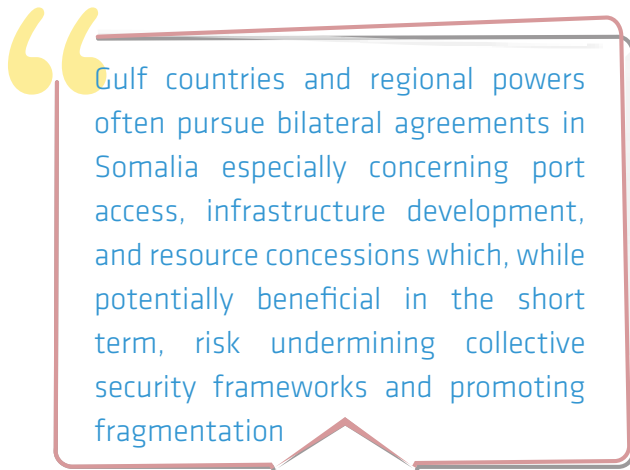 Gulf countries and regional powers
often pursue bilateral agreements in
Somalia especially concerning port
access, infrastructure development,
and resource concessions which, while
potentially beneficial in the short
term, risk undermining collective
security frameworks and promoting
fragmentation